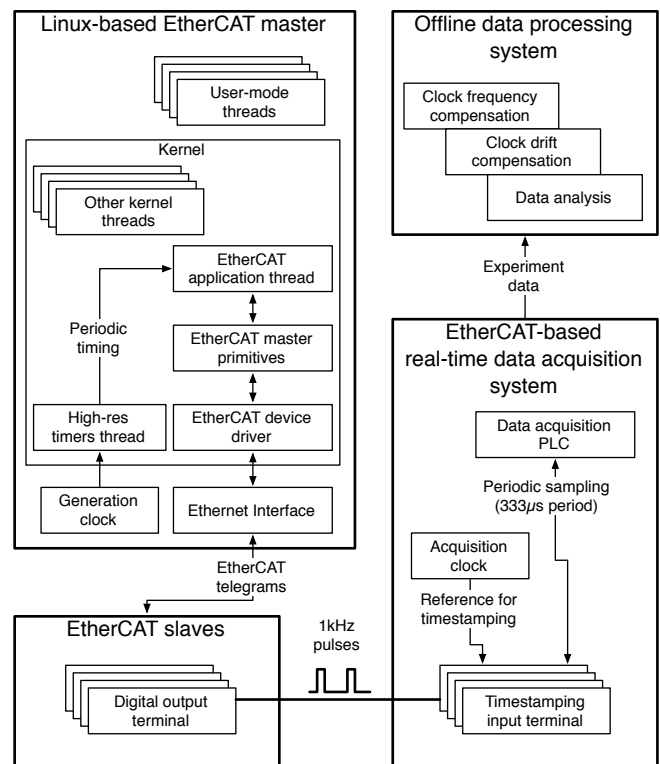 Linux-based EtherCAT master
User-mode
threads
Kernel
Other kernel
threads
EtherCAT
application thread
Periodic
timing
EtherCAT master
primitives
High-res
timers thread
EtherCAT device
driver
Generation
clock
Ethernet Interface
EtherCAT
telegrams
EtherCAT slaves
Digital output
terminal
1kHz
pulses
Offline data processing
system
Clock frequency
compensation
Clock drift
compensation
Data analysis
Experiment
data
EtherCAT-based
real-time data acquisition
system
Data acquisition
PLC
Periodic sampling
(333µs period)
Acquisition
clock
Reference for
timestamping
Timestamping
input terminal